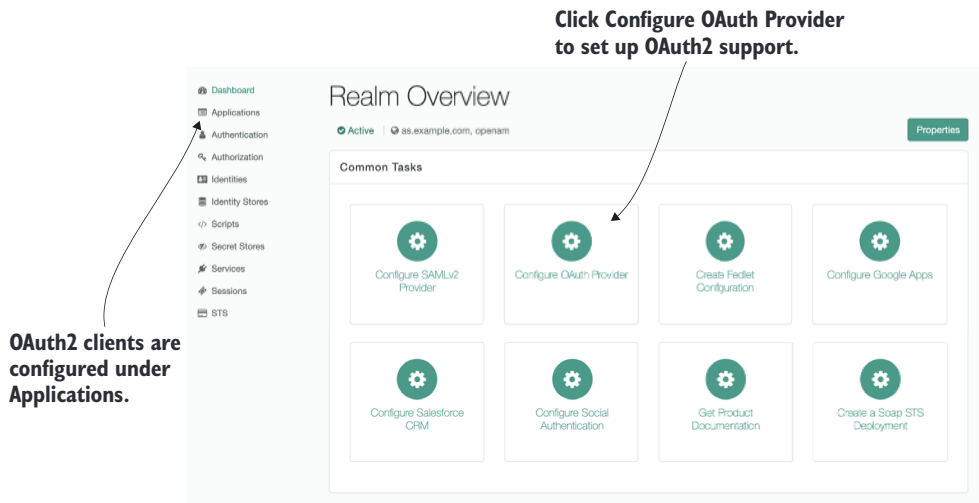 Click Configure OAuth Provider
to set up OAuth2 support.
Dashboard
Applications
Authentication
Authorization
Identities
Identity Stores
Scripts
Secret Stores
Services
Sessions
STS
OAuth2 clients are
configured under
Applications.
Realm Overview
Active
as.example.com, openam
Properties
Common Tasks
Configure SAMLv2
Provider
Configure OAuth Provider
Create Fedlet
Configuration
Configure Google Apps
Configure Salesforce
CRM
Configure Social
Authentication
Get Product
Documentation
Create a Soap STS
Deployment